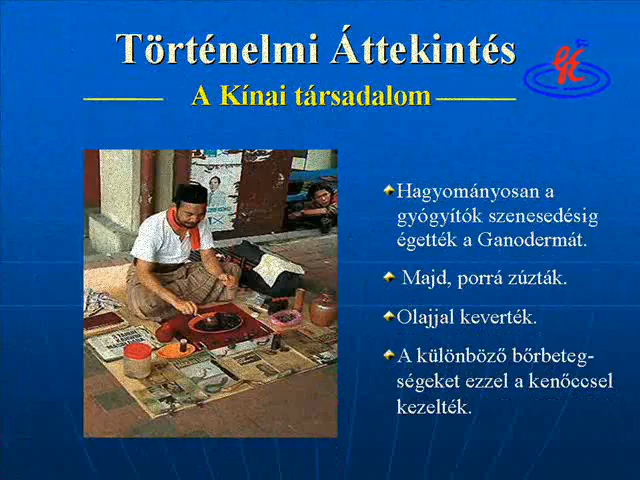 Történelmi Áttekintés
A Kínai társadalom
Hagyományosan a
gyógyítók szenesedésig
égették a Ganodermát.
Majd, porrá zúzták.
Olajjal keverték.
A különböző bőrbeteg-
ségeket ezzel a kenőccsel
kezelték.